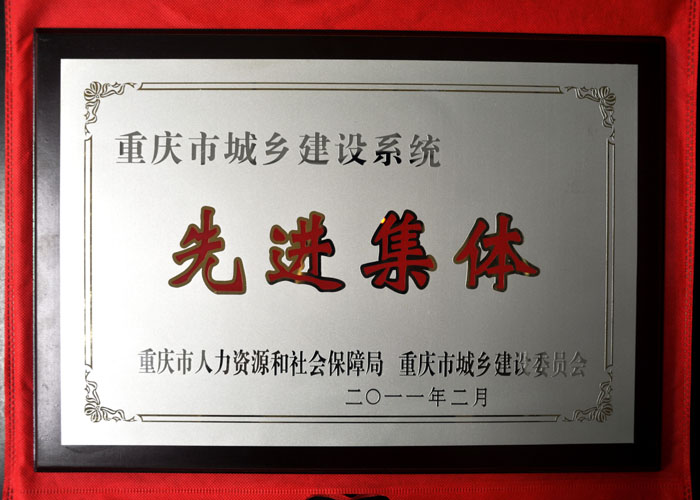 重庆市城乡建设系统
先进集体
重庆市人力资源和社会保障局 重庆市城乡建设委员会
二〇一一年二月